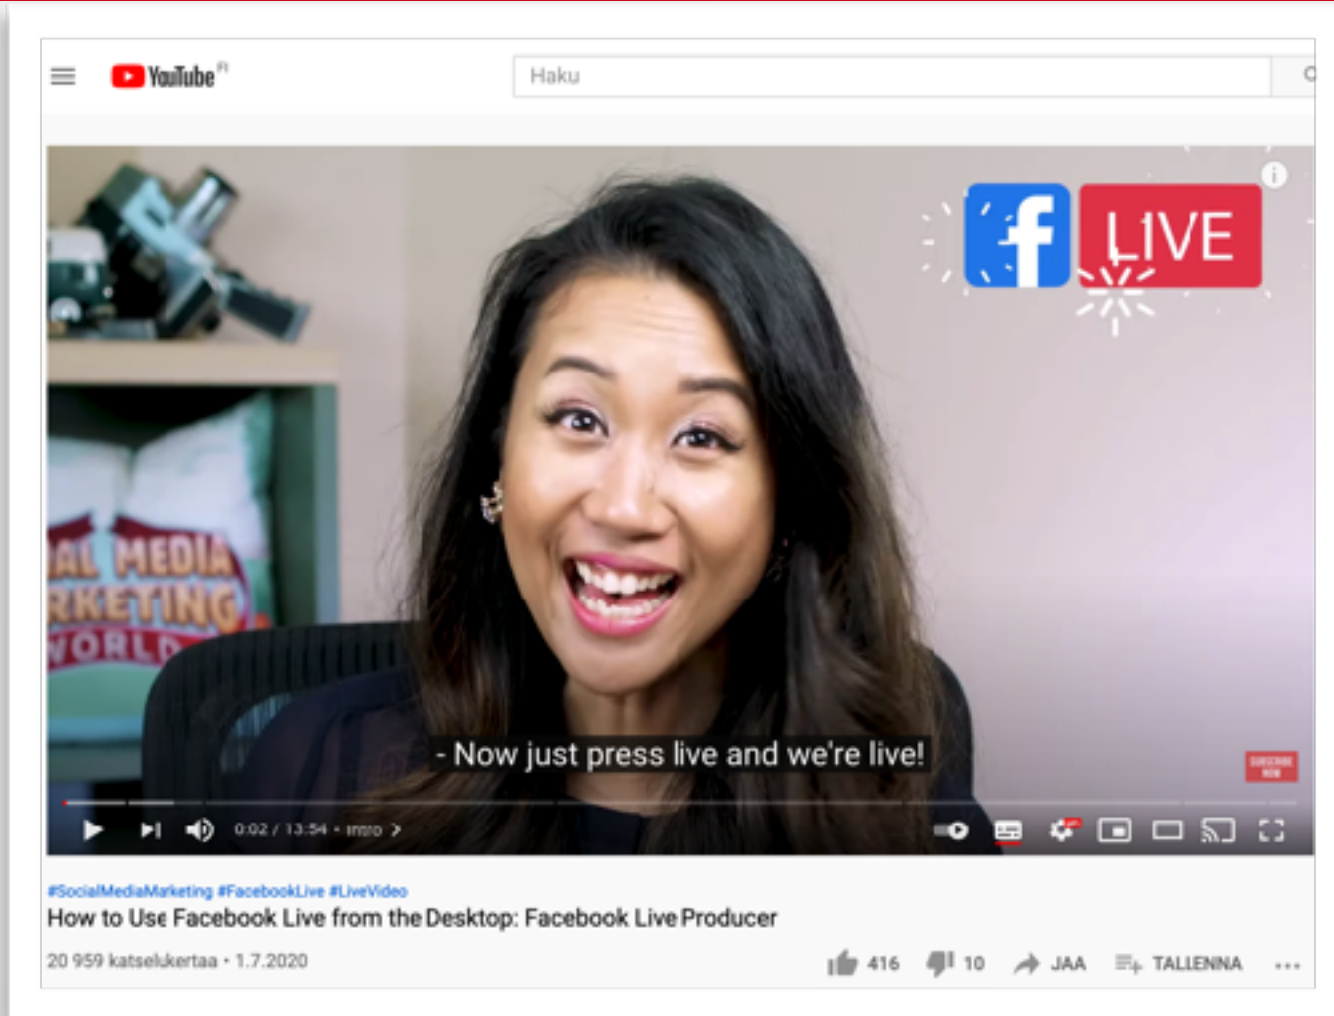 YouTube FI
Haku
f LIVE
AL MEDIA
RKETING
WORLD
- Now just press live and we're live!
SUBSCRIBE
NOW
0:02 / 13:54 • Intro >
#SocialMediaMarketing #FacebookLive #LiveVideo
How to Use Facebook Live from the Desktop: Facebook Live Producer
20 959 katselukertaa • 1.7.2020
416 10 JAA TALLENNA ...